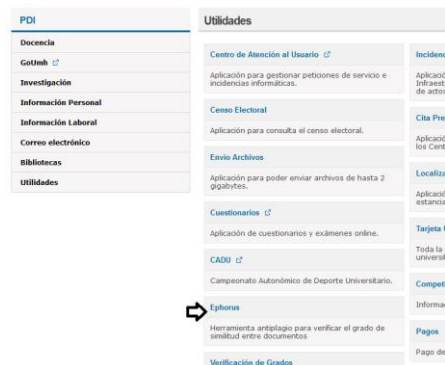 PDI
Docencia
GoUmh
Investigación
Información Personal
Información Laboral
Correo electrónico
Bibliotecas
Utilidades
Utilidades
Centro de Atención al Usuario
Aplicación para gestionar peticiones de servicio e
incidencias informáticas.
Censo Electoral
Aplicación para consulta el censo electoral.
Envio Archivos
Aplicación para poder enviar archivos de hasta 2
gigabytes.
Cuestionarios
Aplicación de cuestionarios y exámenes online.
CADU
Campeonato Autonómico de Deporte Universitario.
Ephorus
Herramienta antiplagio para verificar el grado de
similitud entre documentos
Verificación de Grados
Incidenc
Aplicació
Infraest
de actos
Cita Pre
Aplicació
los Cent
Localiza
Aplicació
estancia
Tarjeta
Toda la
universit
Competi
Informac
Pagos
Pago de